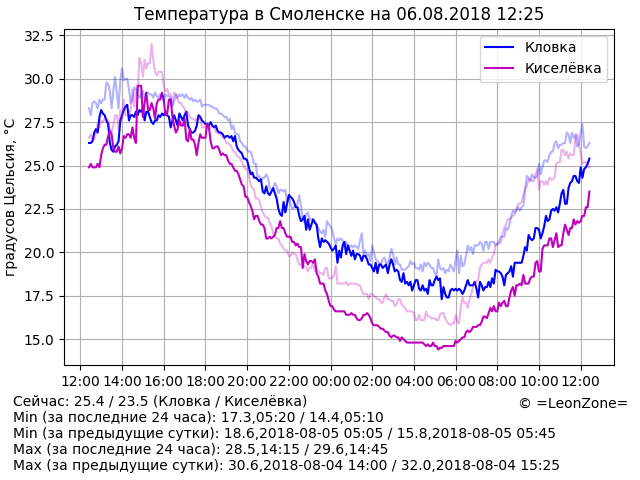 Температура в Смоленске на 06.08.2018 12:25
32.5
30.0
27.5
25.0
22.5
20.0
17.5
15.0
градусов Цельсия, °C
Кловка
Киселёвка
12:00 14:00 16:00 18:00 20:00 22:00 00:00 02:00 04:00 06:00 08:00 10:00 12:00
Сейчас: 25.4 / 23.5 (Кловка / Киселёвка)
© =LeonZone=
Min (за последние 24 часа): 17.3,05:20 / 14.4,05:10
Min (за предыдущие сутки): 18.6,2018-08-05 05:05 / 15.8,2018-08-05 05:45
Max (за последние 24 часа): 28.5,14:15 / 29.6,14:45
Max (за предыдущие сутки): 30.6,2018-08-04 14:00 / 32.0,2018-08-04 15:25